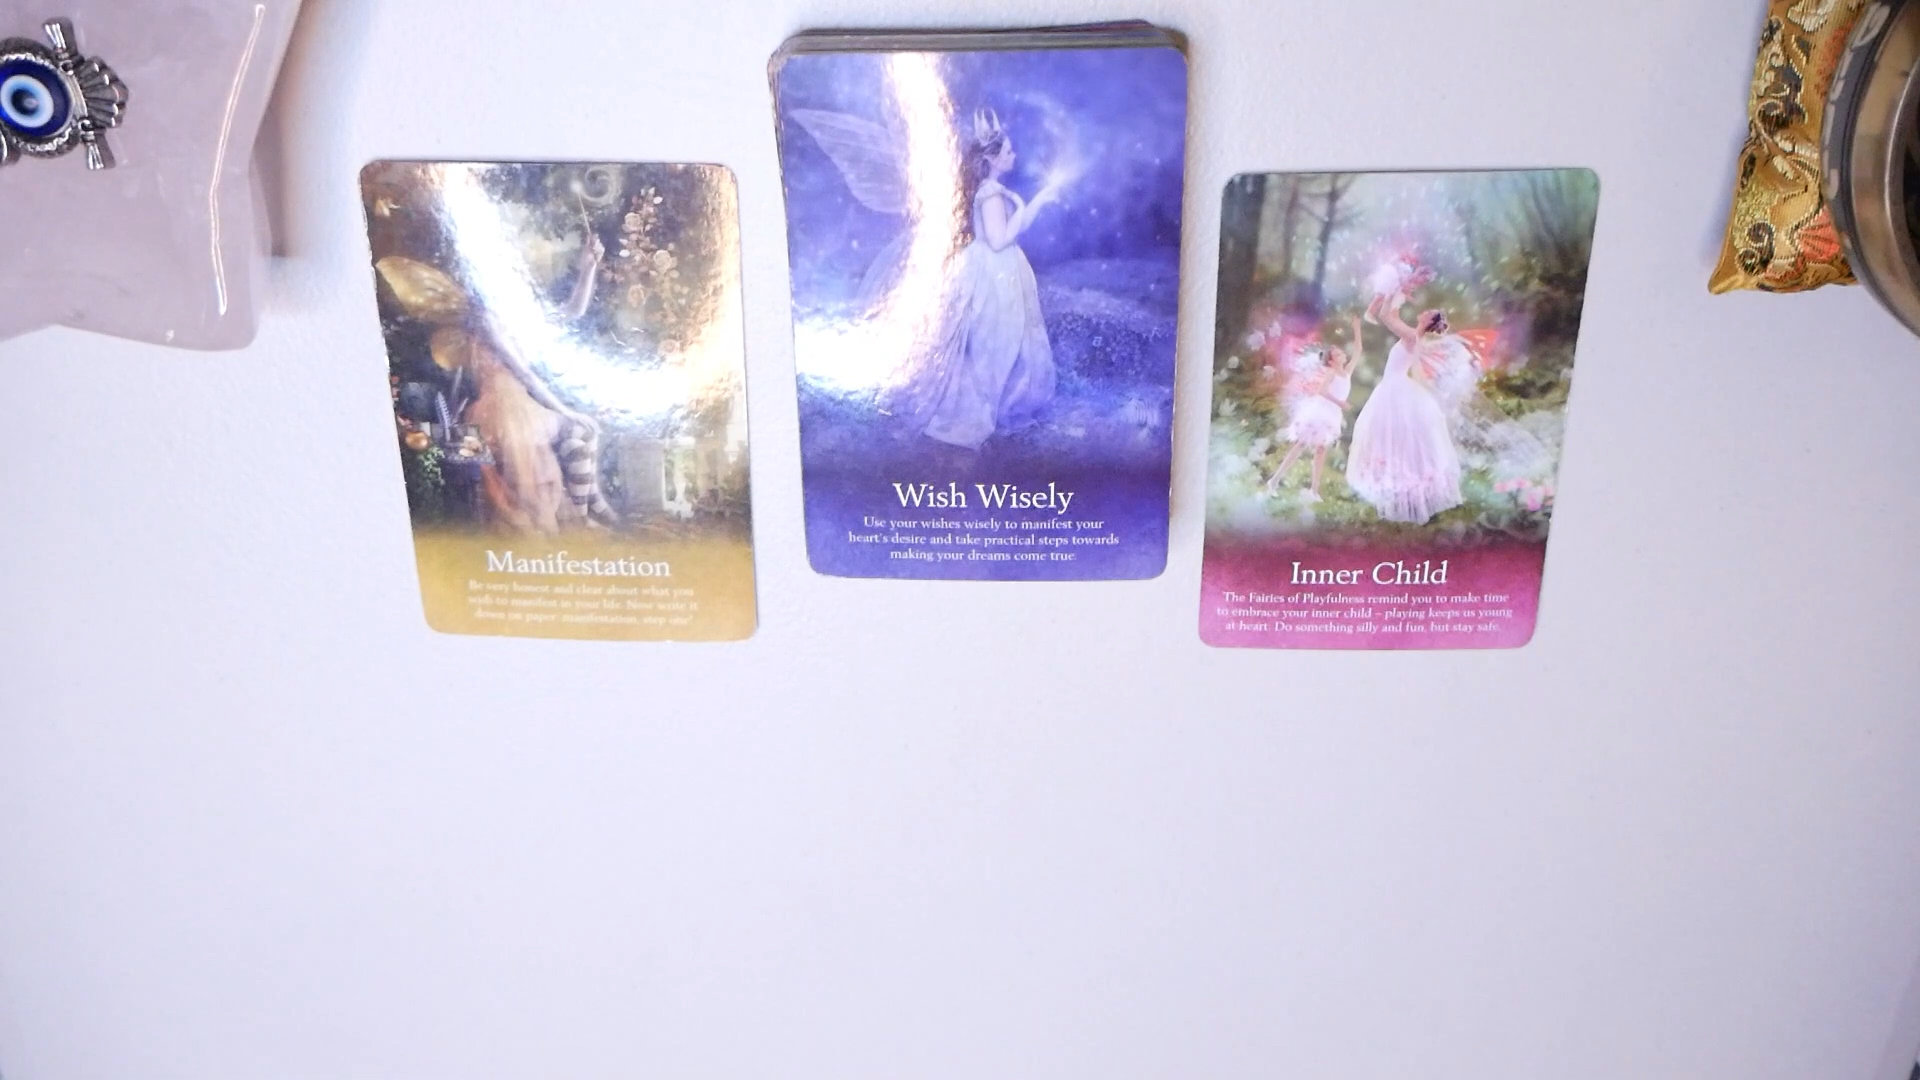 Manifestation
Be very honest and clear about what you
wish to manifest in your life. Now write it
down on paper: manifestation, step one!
Wish Wisely
Use your wishes wisely to manifest your
heart's desire and take practical steps towards
making your dreams come true.
Inner Child
The Fairies of Playfulness remind you to make time
to embrace your inner child – playing keeps us young
at heart. Do something silly and fun, but stay safe.